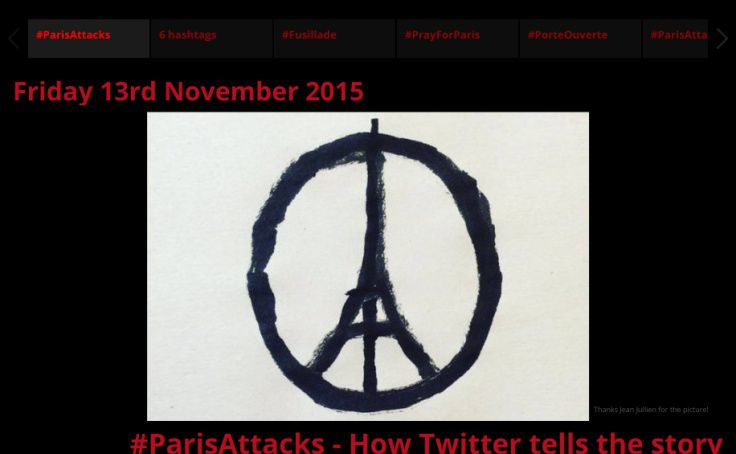 #ParisAttacks
6 hashtags
#Fusillade
#PrayForParis
#PorteOuverte
#ParisAtta
Friday 13rd November 2015
Thanks Jean Jullien for the picture!
#ParisAttacks - How Twitter tells the story